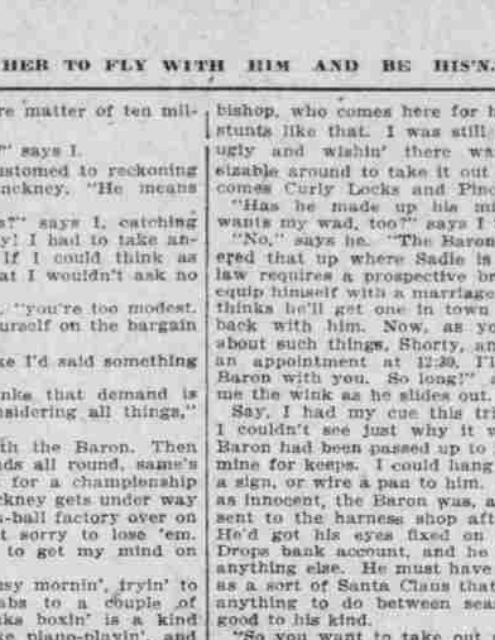 HER TO FLY WITH HIM AND BE HIS'N.
re matter of ten mil-
?" says I.
ustomed to reckoning
nckney. "He means
s?" says I, catching
y! I had to take an-
If I could think as
at I wouldn't ask no
. "you're too modest.
urself on the bargain
ke I'd said something
nks that demand is
nsidering all things,"
th the Baron. Then
ds all round, same's
for a championship
ckney gets under way
-ball factory over on
t sorry to lose 'em.
to get my mind on
usy mornin', tryin' to
abs to a couple of
ks boxin' is a kind
ke piano-playin', and
bishop, who comes here for h
stunts like that. I was still
ugly and wishin' there wa
sizable around to take it out
comes Curly Locks and Pinc
"Has he made up his mi
wants my wad, too?" says I
"No," says he. "The Baron
ered that up where Sadie is
law requires a prospective br
equip himself with a marriage
thinks he'll get one in town
back with him. Now, as yo
about such things, Shorty, an
an appointment at 12:30, I'l
Baron with you. So long!" a
me the wink as he slides out.
Say, I had my cue this tri
I couldn't see just why it w
Baron had been passed up to
mine for keeps. I could hang
a sign, or wire a pan to him.
as innocent, the Baron was, a
sent to the harness shop aft
He'd got his eyes fixed on
Drops bank account, and he
anything else. He must have
as a sort of Santa Claus that
anything to do between sea
good to his kind.
"So you want to take out